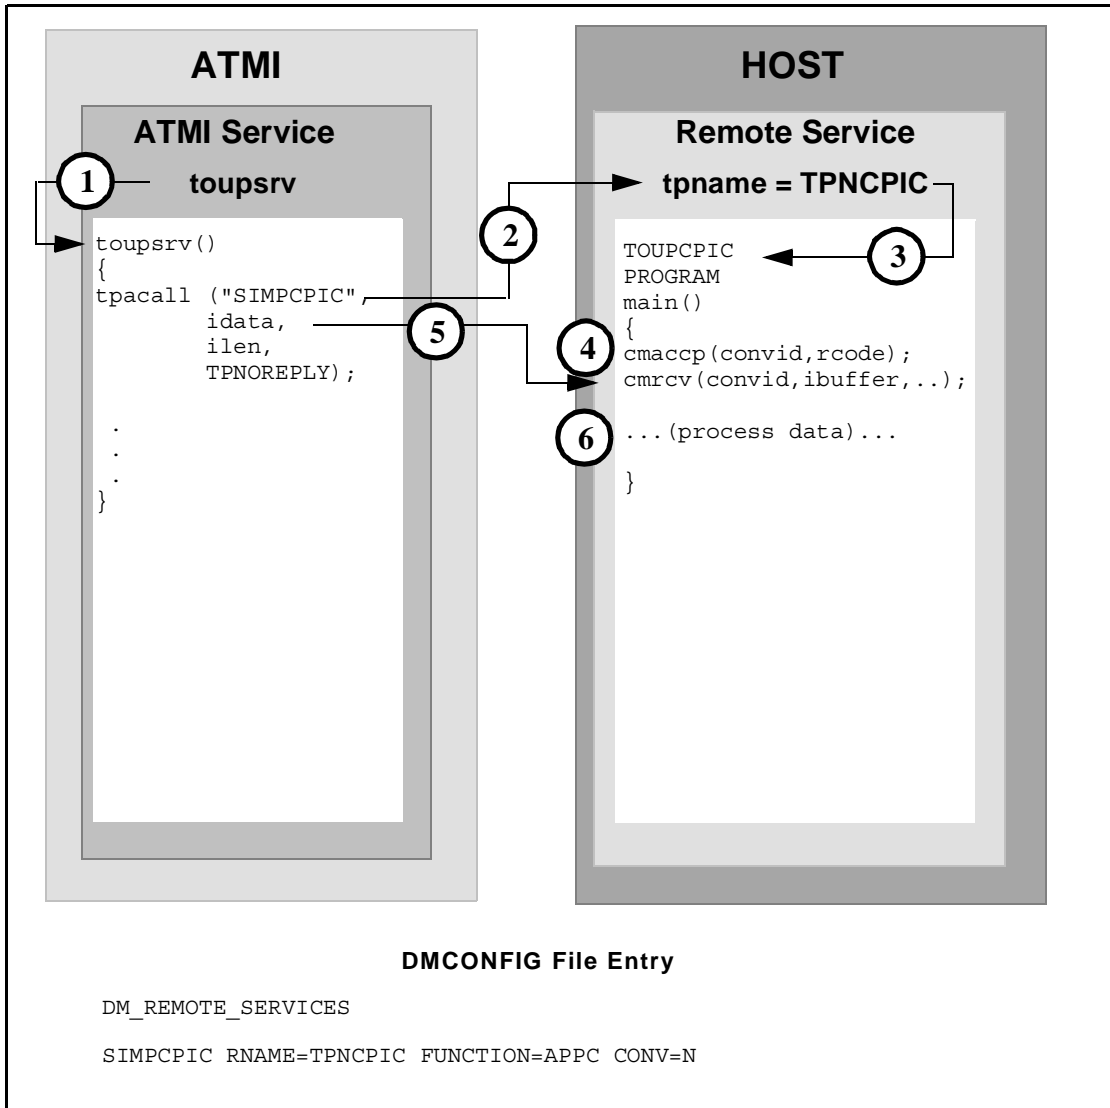 ATMI
ATMI Service
1
toupsrv
toupsrv()
{
tpacall ("SIMPCPIC",
idata,
ilen,
TPNOREPLY);
.
.
.
}
2
5
HOST
Remote Service
tpname = TPNCPIC
3
TOUPCPIC
PROGRAM
main()
{
4
cmaccp(convid,rcode);
cmrcv(convid,ibuffer,..);
6
...(process data)...
}
DMCONFIG File Entry
DM_REMOTE_SERVICES
SIMPCPIC RNAME=TPNCPIC FUNCTION=APPC CONV=N